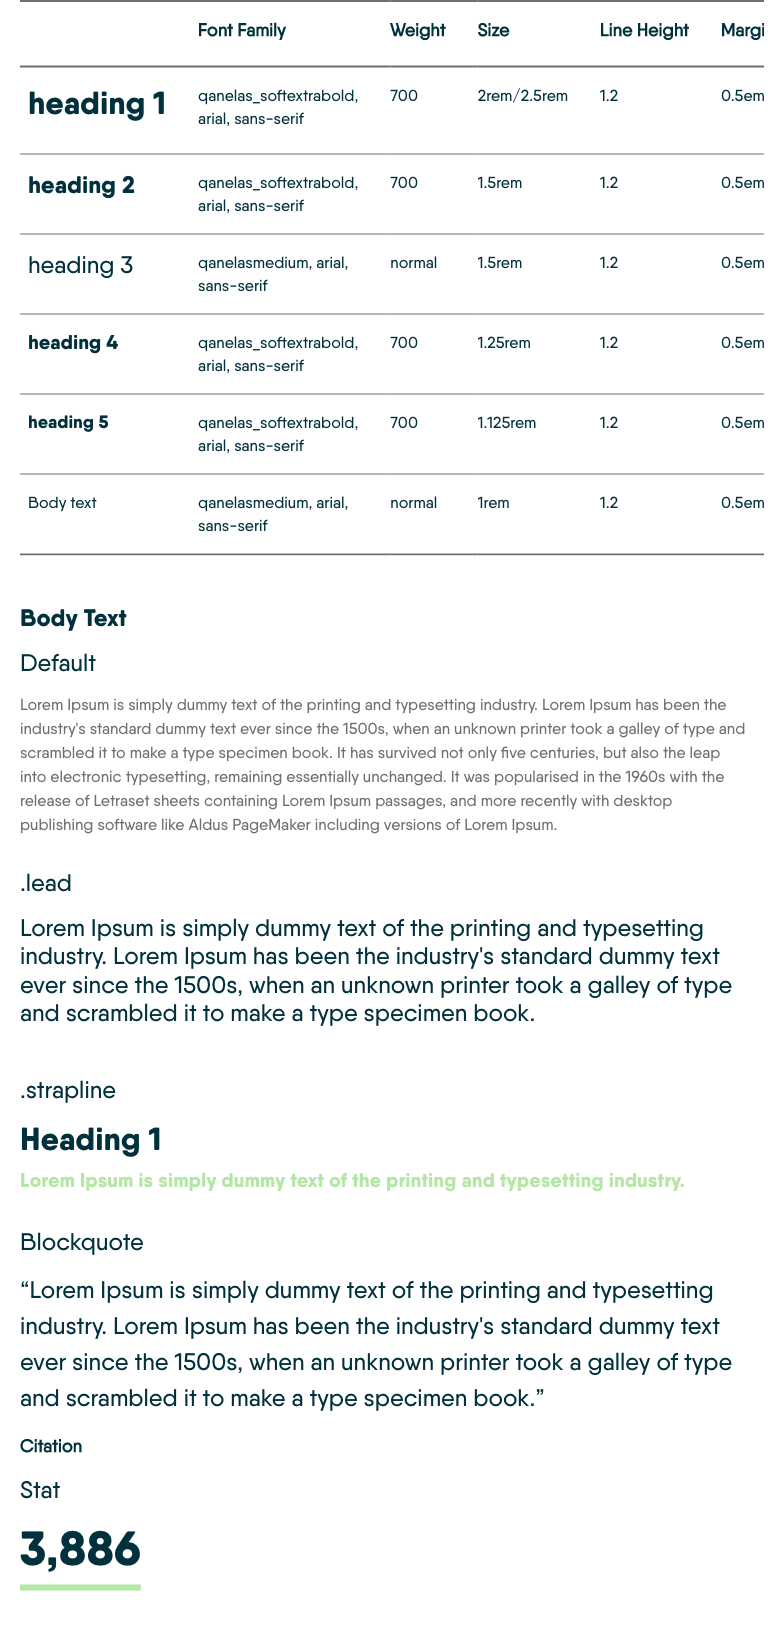 Font Family Weight Size Line Height Margi
heading 1 qanelas_softextrabold, 700 2rem/2.5rem 1.2 0.5em
arial, sans-serif
heading 2 qanelas_softextrabold, 700 1.5rem 1.2 0.5em
arial, sans-serif
heading 3 qanelasmedium, arial, normal 1.5rem 1.2 0.5em
sans-serif
heading 4 qanelas_softextrabold, 700 1.25rem 1.2 0.5em
arial, sans-serif
heading 5 qanelas_softextrabold, 700 1.125rem 1.2 0.5em
arial, sans-serif
Body text qanelasmedium, arial, normal 1rem 1.2 0.5em
sans-serif
Body Text
Default
Lorem Ipsum is simply dummy text of the printing and typesetting industry. Lorem Ipsum has been the
industry's standard dummy text ever since the 1500s, when an unknown printer took a galley of type and
scrambled it to make a type specimen book. It has survived not only five centuries, but also the leap
into electronic typesetting, remaining essentially unchanged. It was popularised in the 1960s with the
release of Letraset sheets containing Lorem Ipsum passages, and more recently with desktop
publishing software like Aldus PageMaker including versions of Lorem Ipsum.
.lead
Lorem Ipsum is simply dummy text of the printing and typesetting
industry. Lorem Ipsum has been the industry's standard dummy text
ever since the 1500s, when an unknown printer took a galley of type
and scrambled it to make a type specimen book.
.strapline
Heading 1
Lorem Ipsum is simply dummy text of the printing and typesetting industry.
Blockquote
“Lorem Ipsum is simply dummy text of the printing and typesetting
industry. Lorem Ipsum has been the industry's standard dummy text
ever since the 1500s, when an unknown printer took a galley of type
and scrambled it to make a type specimen book.”
Citation
Stat
3,886